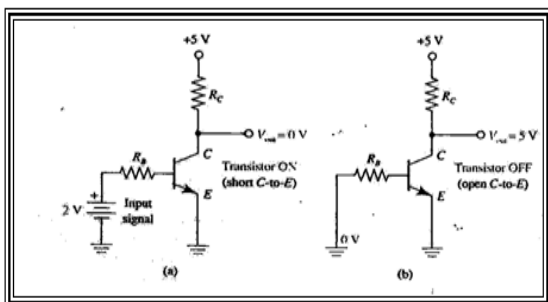 +5 V
R_C
V_out = 0 V
R_B
C
Transistor ON
(short C-to-E)
E
+
2 V
Input
signal
(a)
+5 V
R_C
V_out = 5 V
R_B
C
Transistor OFF
(open C-to-E)
E
0 V
(b)